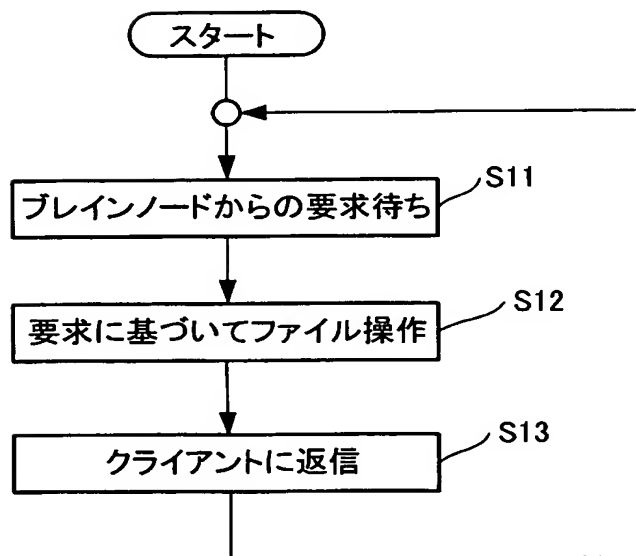 スタート
S11
ブレインノードからの要求待ち
S12
要求に基づいてファイル操作
S13
クライアントに返信